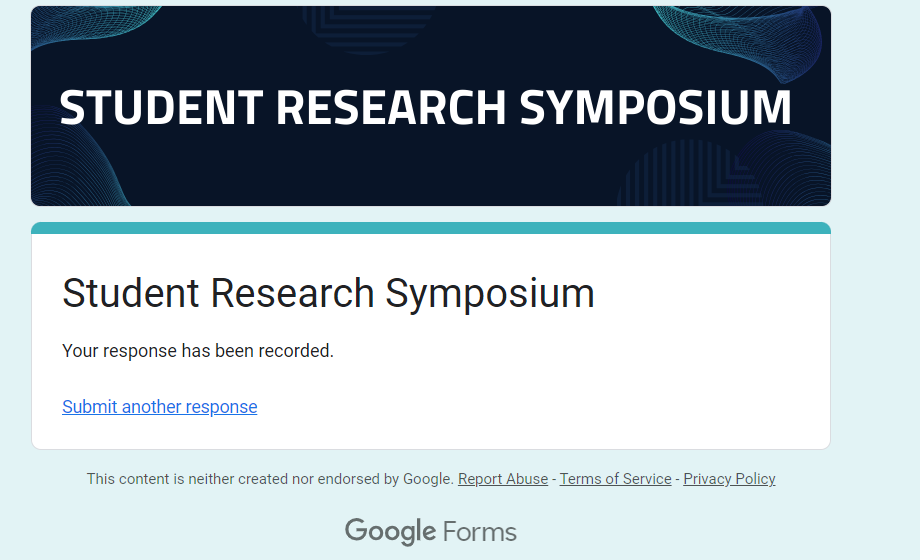 STUDENT RESEARCH SYMPOSIUM
Student Research Symposium
Your response has been recorded.
Submit another response
This content is neither created nor endorsed by Google. Report Abuse - Terms of Service - Privacy Policy
Google Forms